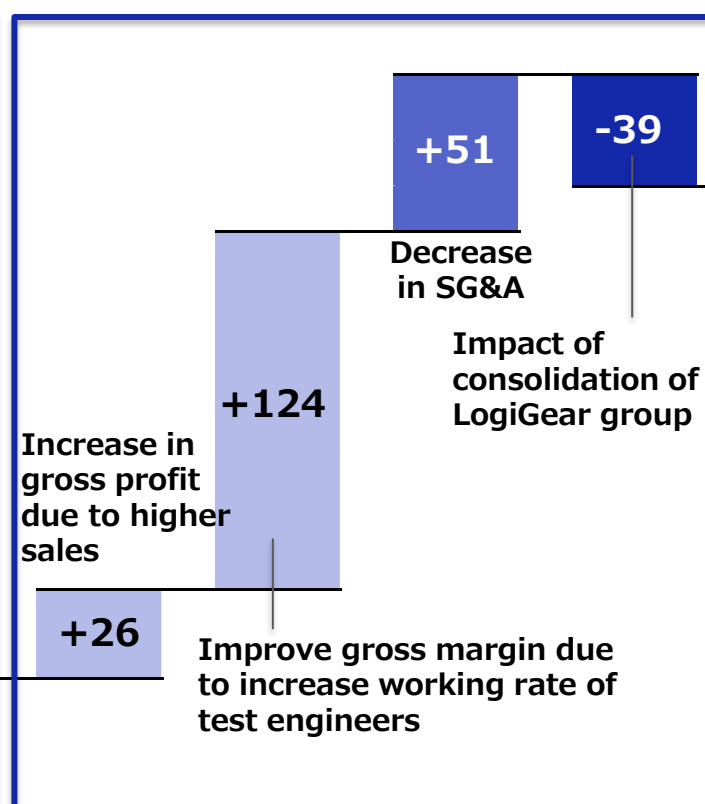 +51
-39
Decrease
in SG&A
Impact of
consolidation of
LogiGear group
+124
Increase in
gross profit
due to higher
sales
+26
Improve gross margin due
to increase working rate of
test engineers